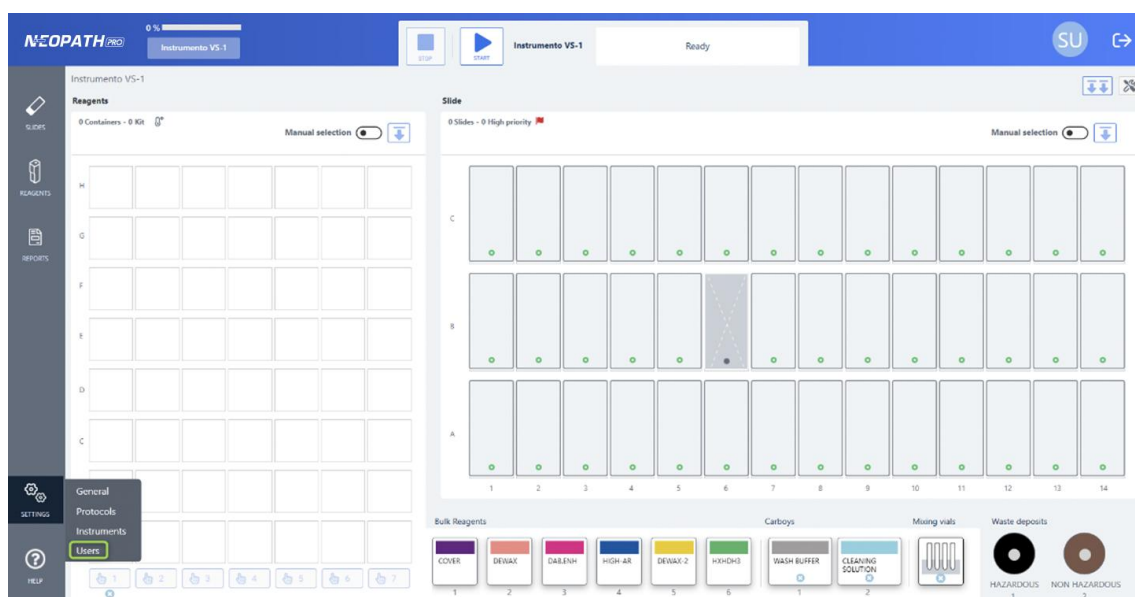 NEOPATH PRO
0 %
Instrumento VS-1
STOP
START
Instrumento VS-1
Ready
SU
Instrumento VS-1
Reagents
Slide
0 Containers - 0 Kit
Manual selection
0 Slides - 0 High priority
Manual selection
SLIDES
REAGENTS
REPORTS
SETTINGS
HELP
H
G
F
E
D
C
General
Protocols
Instruments
Users
1 2 3 4 5 6 7
C
B
A
1 2 3 4 5 6 7 8 9 10 11 12 13 14
Bulk Reagents
Carboys
Mixing vials
Waste deposits
COVER
DEWAX
DABENH
HIGH-AR
DEWAX-2
HXHDH3
WASH BUFFER
CLEANING
SOLUTION
HAZARDOUS
NON HAZARDOUS
1 2 3 4 5 6
1 2
1 2